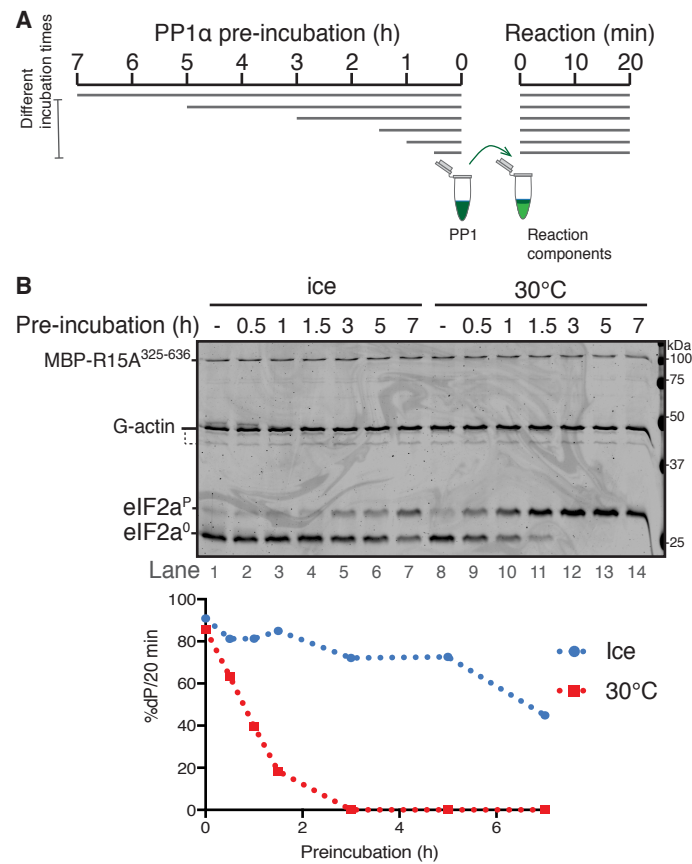 A
PP1α pre-incubation (h)
Reaction (min)
7 6 5 4 3 2 1 0
0 10 20
Different
incubation times
PP1
Reaction
components
B
ice
30°C
Pre-incubation (h) - 0.5 1 1.5 3 5 7 - 0.5 1 1.5 3 5 7
kDa
MBP-R15A325-636
-100
-75
-50
G-actin
-37
eIF2aP
eIF2a0
-25
Lane 1 2 3 4 5 6 7 8 9 10 11 12 13 14
100
80
60
40
20
0
%dP/20 min
Ice
30°C
0 2 4 6
Preincubation (h)